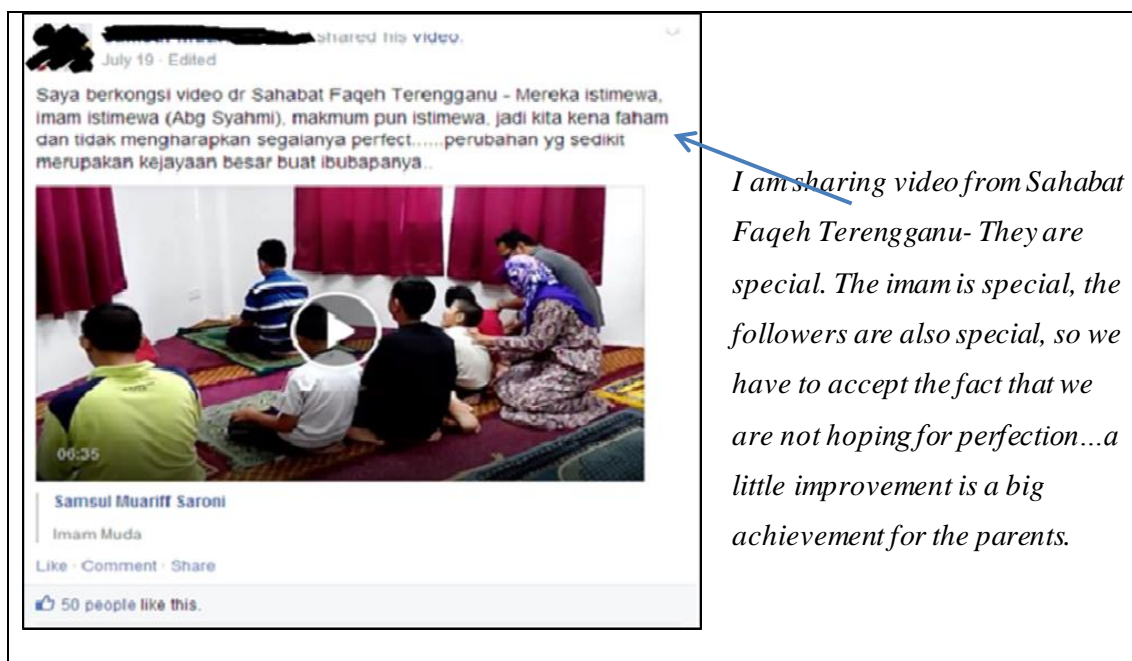 shared his video.
July 19 · Edited
Saya berkongsi video dr Sahabat Faqeh Terengganu - Mereka istimewa,
imam istimewa (Abg Syahmi), makmum pun istimewa, jadi kita kena faham
dan tidak mengharapkan segalanya perfect......perubahan yg sedikit
merupakan kejayaan besar buat ibubapanya..
06:35
Samsul Muariff Saroni
Imam Muda
Like · Comment · Share
50 people like this.
I am sharing video from Sahabat
Faqeh Terengganu- They are
special. The imam is special, the
followers are also special, so we
have to accept the fact that we
are not hoping for perfection...a
little improvement is a big
achievement for the parents.